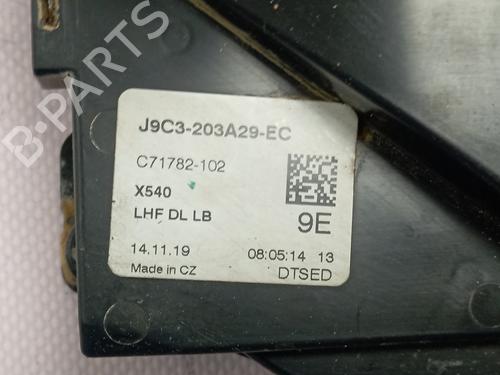 J9C3-203A29-EC
C71782-102
X540
LHF DL LB
9E
14.11.19 08:05:14 13
Made in CZ DTSED
B-PARTS